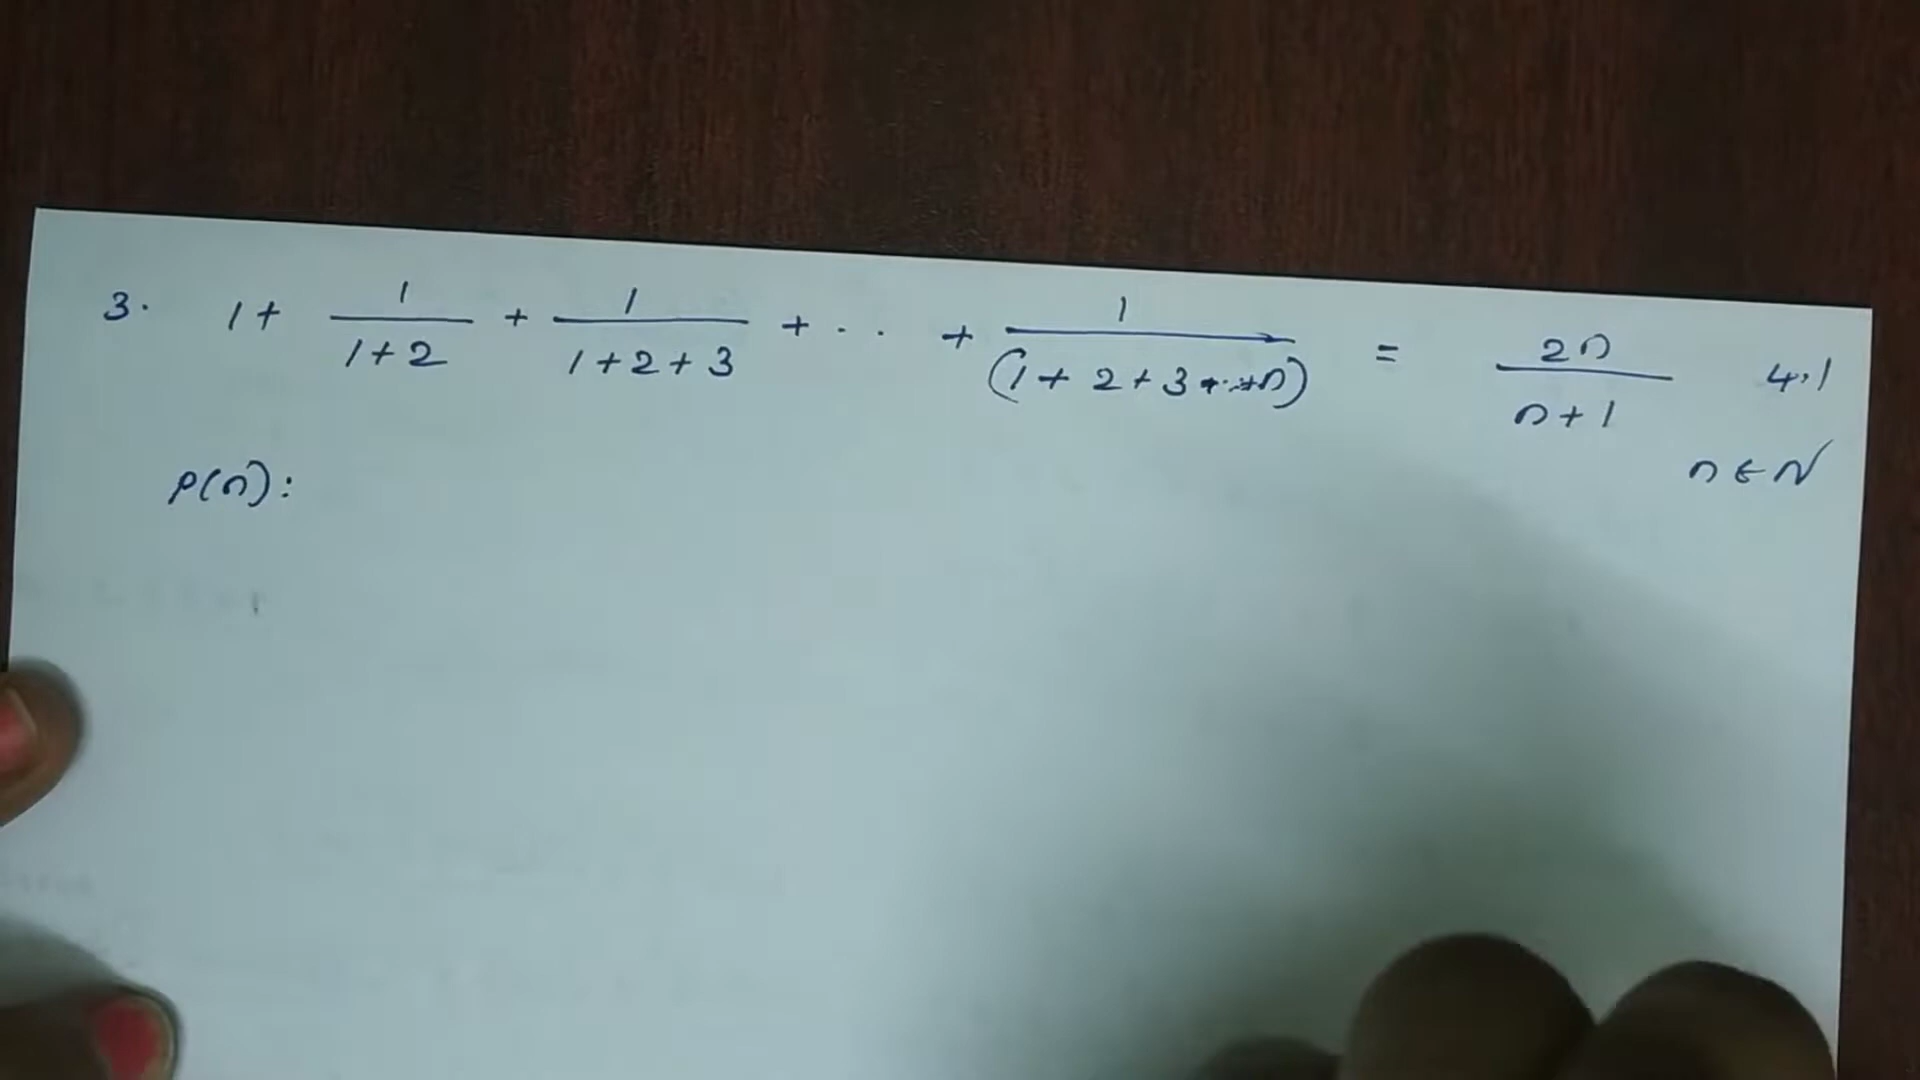 3. 1 + 1/(1+2) + 1/(1+2+3) + .. + 1/(1+2+3+..+n) = 2n/(n+1) 4.1
n ∈ N
P(n):